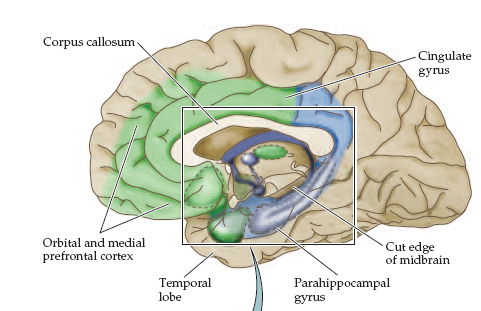 Corpus callosum
Cingulate
gyrus
Orbital and medial
prefrontal cortex
Cut edge
of midbrain
Temporal
lobe
Parahippocampal
gyrus